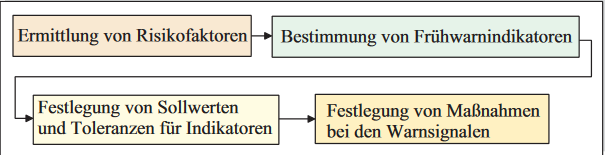 Ermittlung von Risikofaktoren
Bestimmung von Frühwarnindikatoren
Festlegung von Sollwerten
und Toleranzen für Indikatoren
Festlegung von Maßnahmen
bei den Warnsignalen